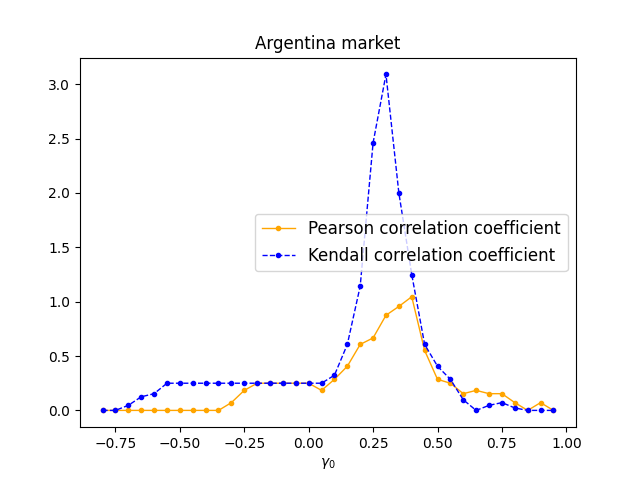 Argentina market
3.0
2.5
2.0
1.5
1.0
0.5
0.0
Pearson correlation coefficient
Kendall correlation coefficient
−0.75 −0.50 −0.25 0.00 0.25 0.50 0.75 1.00
γ₀